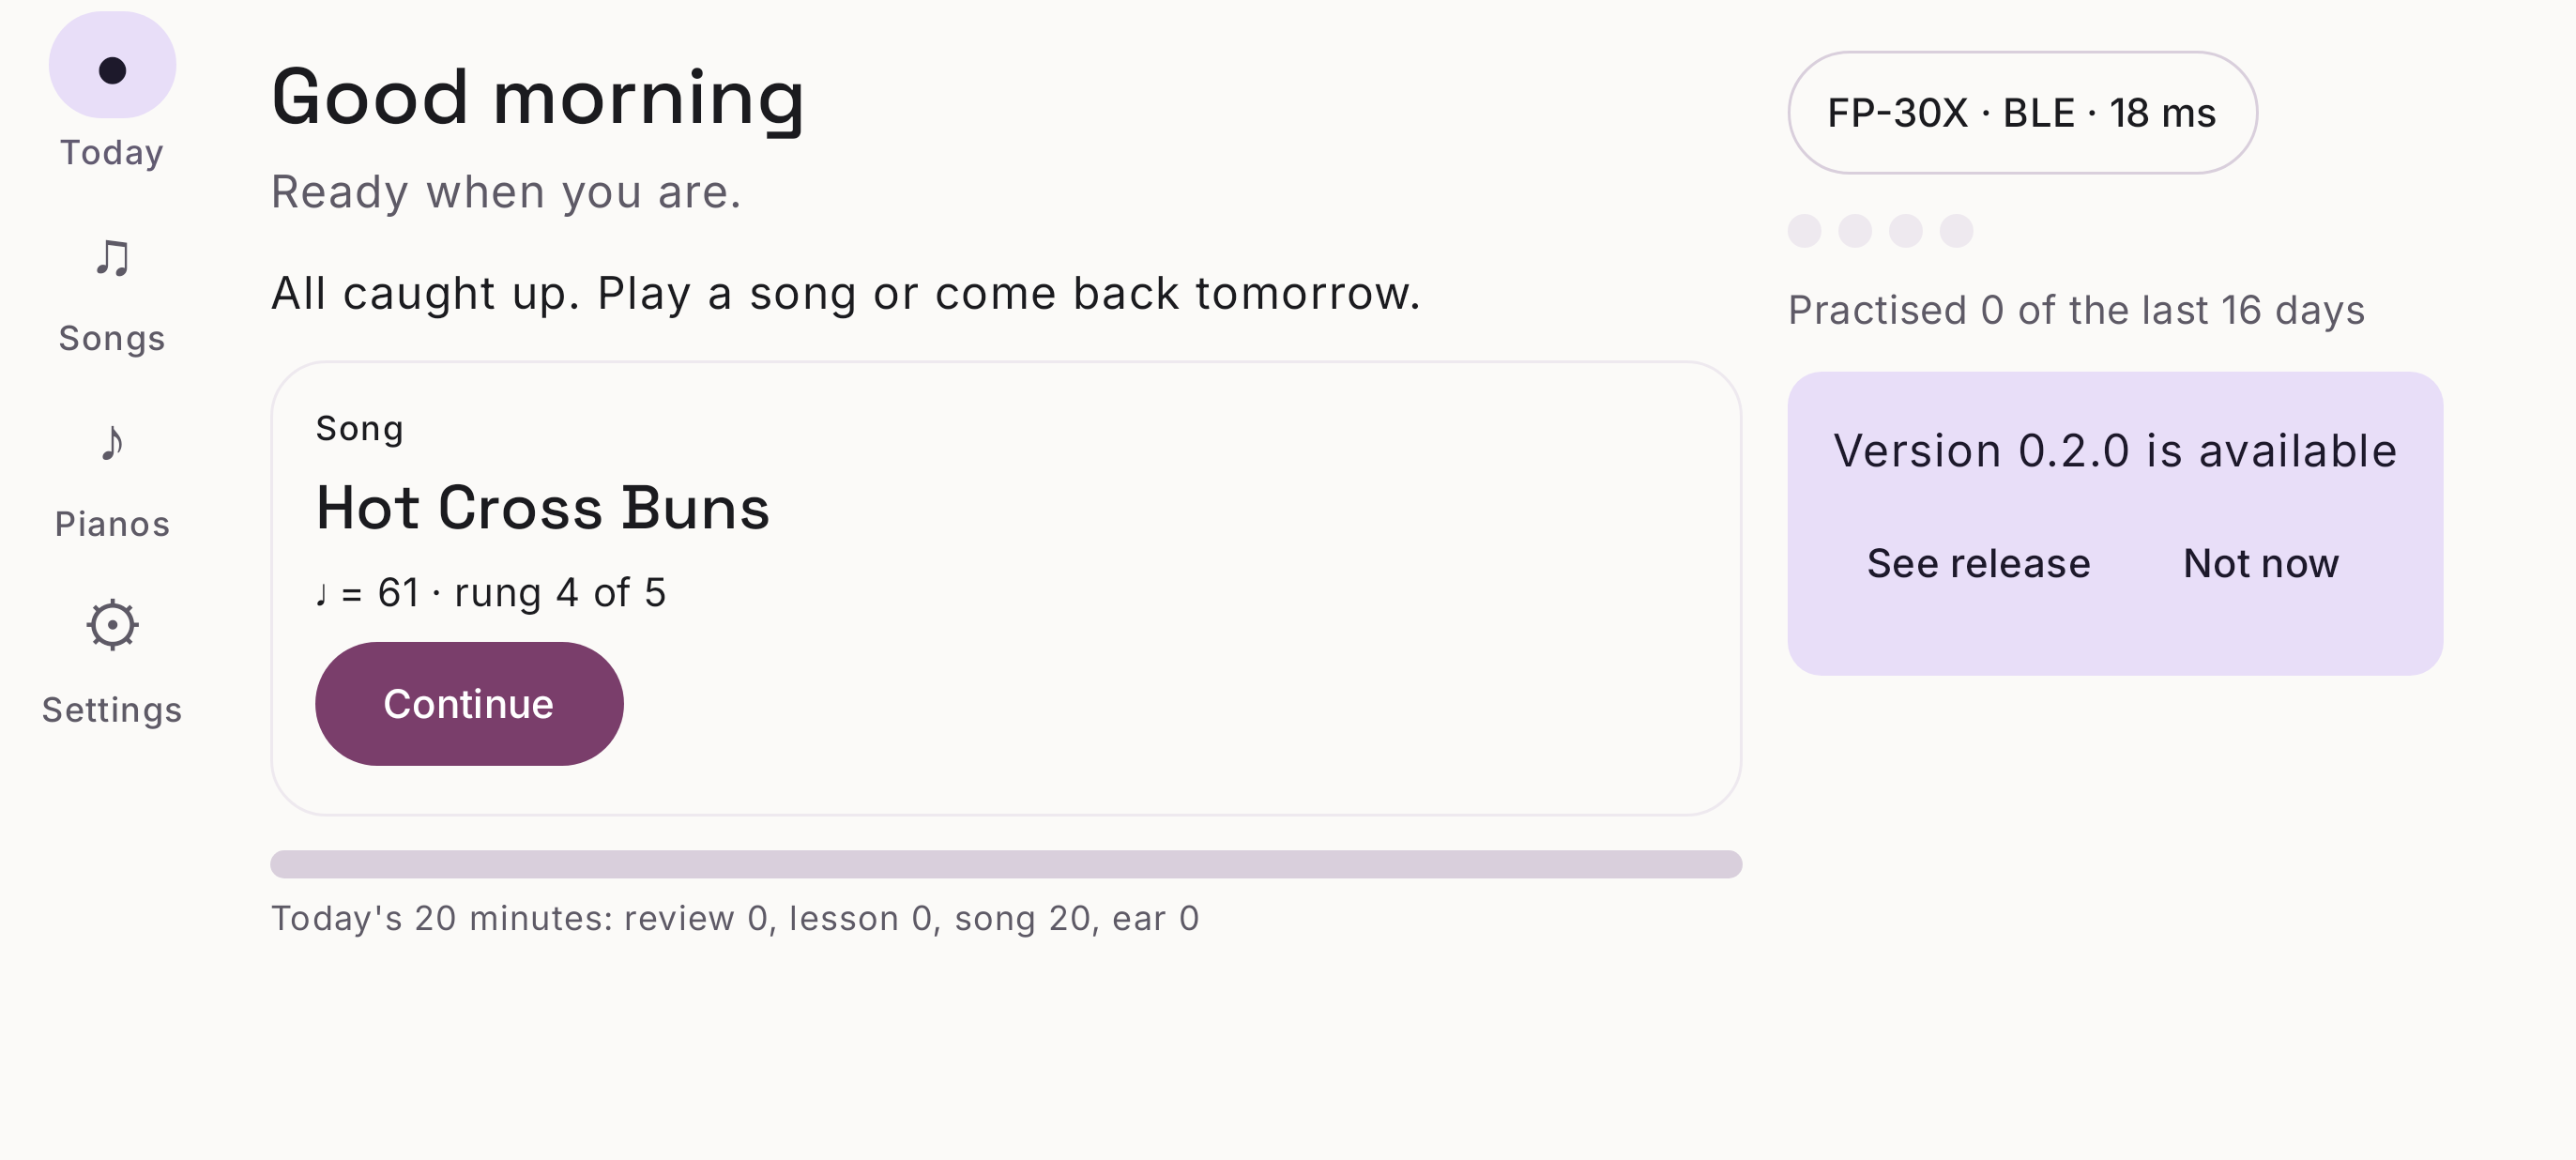 Today
Songs
Pianos
Settings
Good morning
Ready when you are.
All caught up. Play a song or come back tomorrow.
Song
Hot Cross Buns
♩ = 61 · rung 4 of 5
Continue
Today's 20 minutes: review 0, lesson 0, song 20, ear 0
FP-30X · BLE · 18 ms
Practised 0 of the last 16 days
Version 0.2.0 is available
See release
Not now